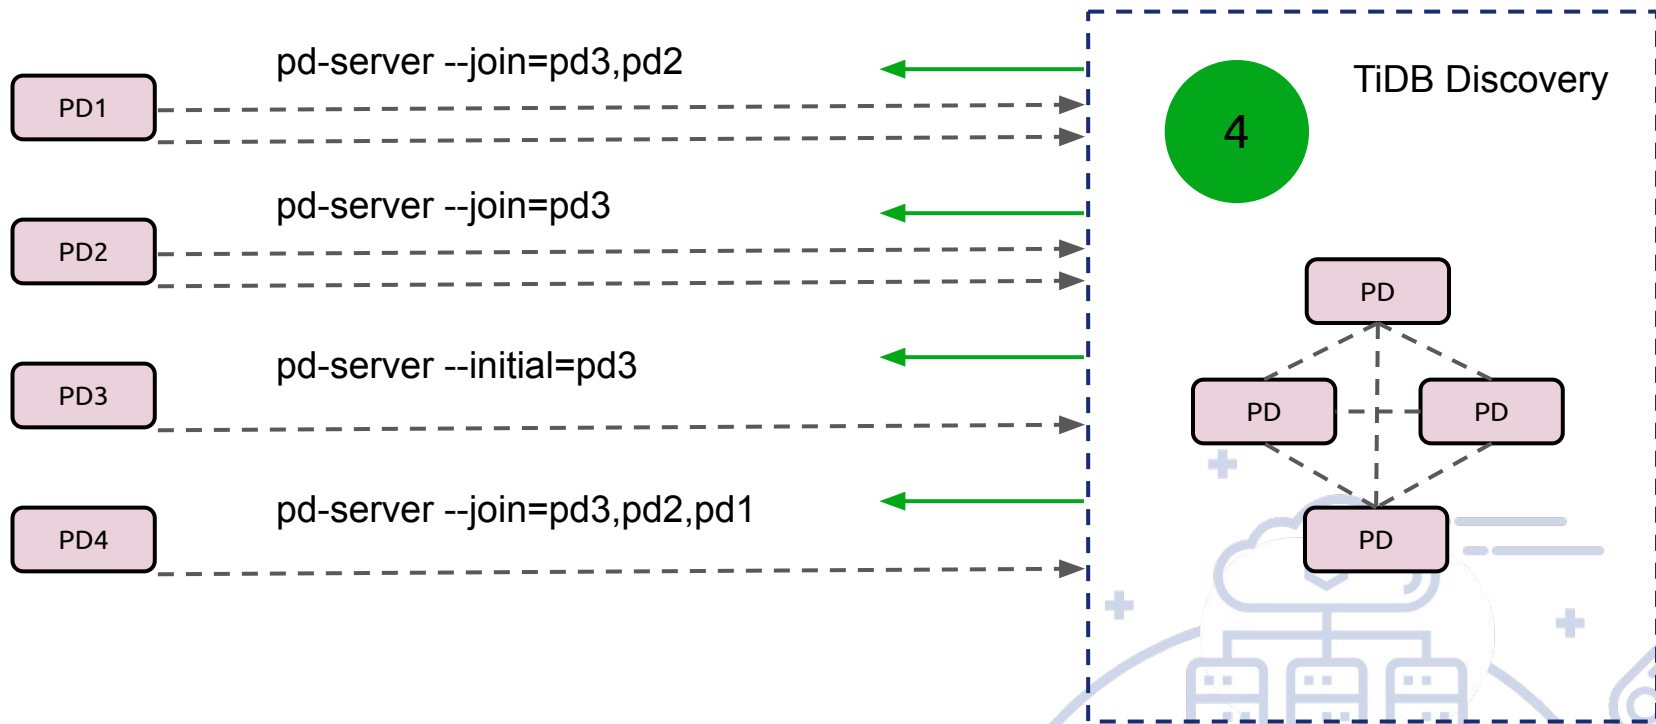 pd-server --join=pd3,pd2
TiDB Discovery
PD1
4
pd-server --join=pd3
PD2
PD
pd-server --initial=pd3
PD3
PD
PD
pd-server --join=pd3,pd2,pd1
PD4
PD